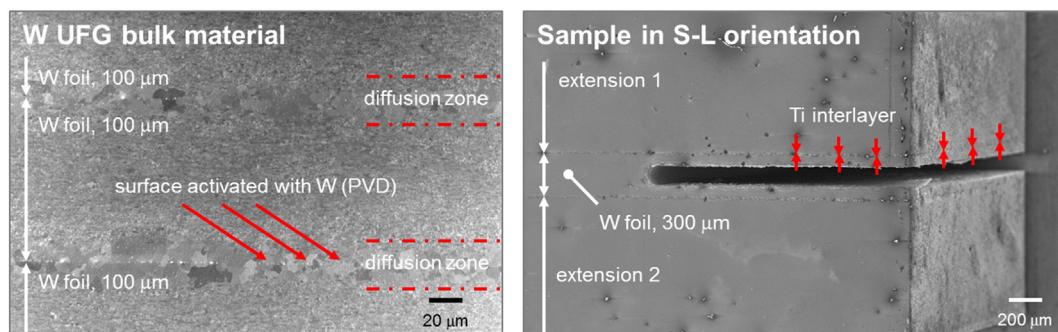 W UFG bulk material
W foil, 100 μm
W foil, 100 μm
diffusion zone
surface activated with W (PVD)
W foil, 100 μm
diffusion zone
20 μm
Sample in S-L orientation
extension 1
Ti interlayer
W foil, 300 μm
extension 2
200 μm